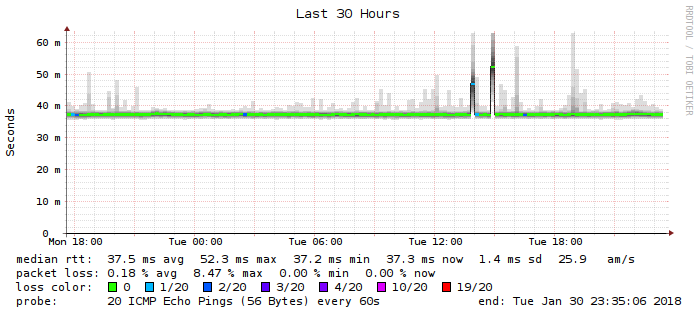 Last 30 Hours
RRDTOOL / TOBI OETIKER
Seconds
60 m
50 m
40 m
30 m
20 m
10 m
0
Mon 18:00 Tue 00:00 Tue 06:00 Tue 12:00 Tue 18:00
median rtt: 37.5 ms avg 52.3 ms max 37.2 ms min 37.3 ms now 1.4 ms sd 25.9 am/s
packet loss: 0.18 % avg 8.47 % max 0.00 % min 0.00 % now
loss color: 0 1/20 2/20 3/20 4/20 10/20 19/20
probe: 20 ICMP Echo Pings (56 Bytes) every 60s end: Tue Jan 30 23:35:06 2018